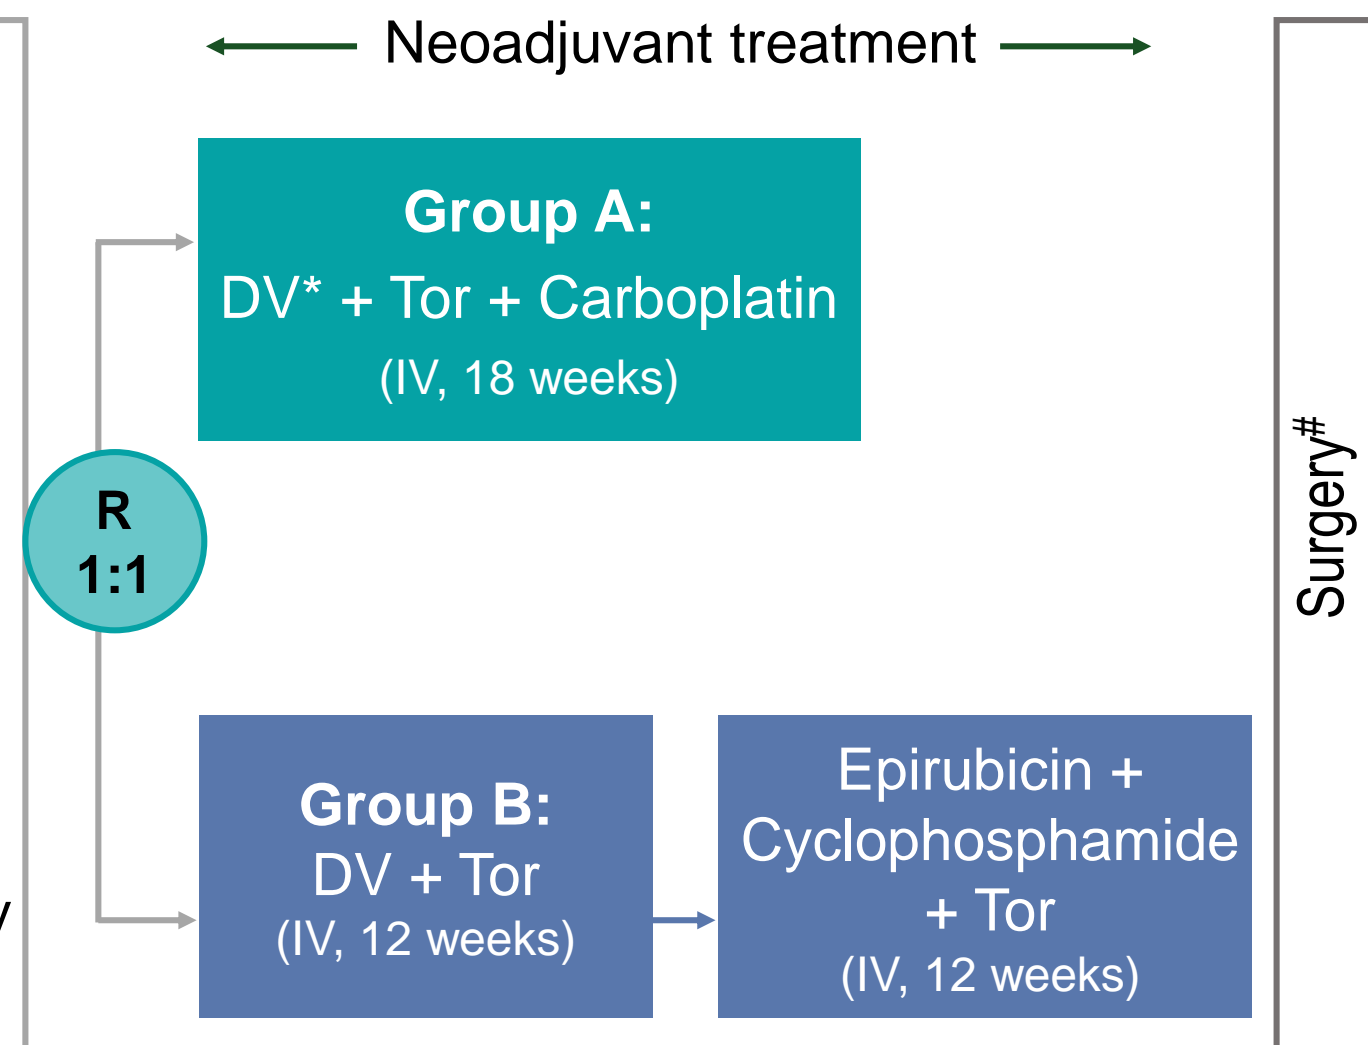 Neoadjuvant treatment
Group A:
DV* + Tor + Carboplatin
(IV, 18 weeks)
R
1:1
Group B:
DV + Tor
(IV, 12 weeks)
Epirubicin +
Cyclophosphamide
+ Tor
(IV, 12 weeks)
Surgery#